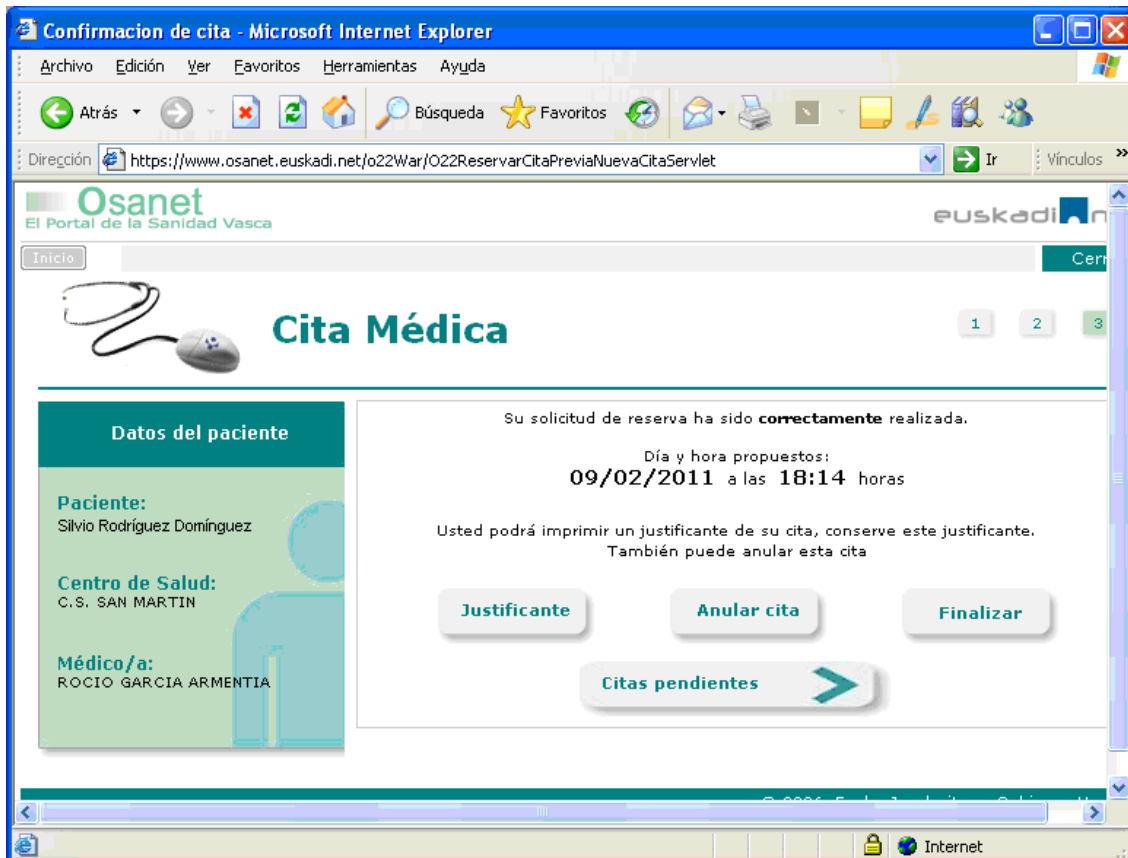 Confirmacion de cita - Microsoft Internet Explorer
Archivo Edición Ver Favoritos Herramientas Ayuda
Atrás Búsqueda Favoritos
Dirección https://www.osanet.euskadi.net/o22War/O22ReservarCitaPreviaNuevaCitaServlet Ir Vínculos »
Osanet
El Portal de la Sanidad Vasca
euskadi n
Inicio
Cerr
Cita Médica
1 2 3
Datos del paciente
Paciente:
Silvio Rodríguez Domínguez
Centro de Salud:
C.S. SAN MARTIN
Médico/a:
ROCIO GARCIA ARMENTIA
Su solicitud de reserva ha sido correctamente realizada.
Día y hora propuestos:
09/02/2011 a las 18:14 horas
Usted podrá imprimir un justificante de su cita, conserve este justificante.
También puede anular esta cita
Justificante Anular cita Finalizar
Citas pendientes
Internet